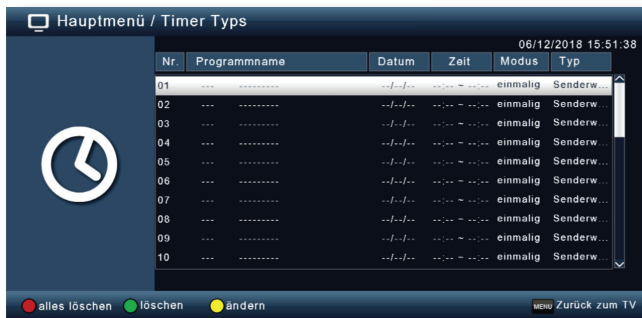 Hauptmenü / Timer Typs
06/12/2018 15:51:38
Nr. Programmname Datum Zeit Modus Typ
01 --- --------- --/--/-- --:-- ~ --:-- einmalig Senderw...
02 --- --------- --/--/-- --:-- ~ --:-- einmalig Senderw...
03 --- --------- --/--/-- --:-- ~ --:-- einmalig Senderw...
04 --- --------- --/--/-- --:-- ~ --:-- einmalig Senderw...
05 --- --------- --/--/-- --:-- ~ --:-- einmalig Senderw...
06 --- --------- --/--/-- --:-- ~ --:-- einmalig Senderw...
07 --- --------- --/--/-- --:-- ~ --:-- einmalig Senderw...
08 --- --------- --/--/-- --:-- ~ --:-- einmalig Senderw...
09 --- --------- --/--/-- --:-- ~ --:-- einmalig Senderw...
10 --- --------- --/--/-- --:-- ~ --:-- einmalig Senderw...
alles löschen löschen ändern MENU Zurück zum TV